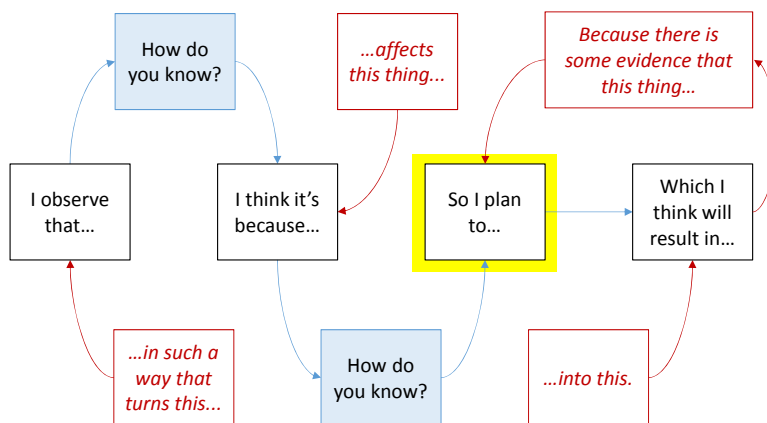 How do
you know?
…affects
this thing...
Because there is
some evidence that
this thing…
I observe
that…
I think it’s
because…
So I plan
to…
Which I
think will
result in…
…in such a
way that
turns this...
How do
you know?
…into this.